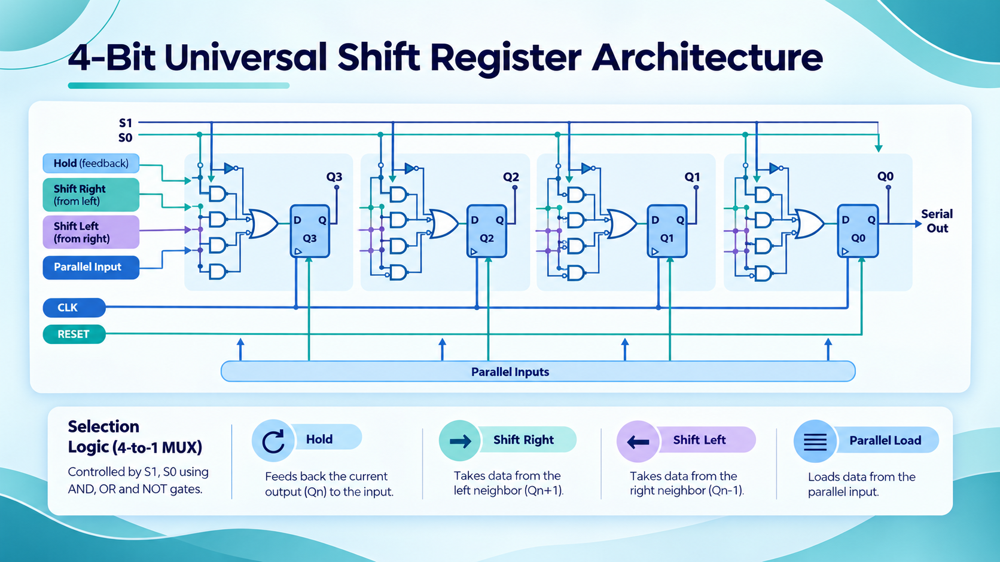 4-Bit Universal Shift Register Architecture
S1
S0
Hold (feedback)
Shift Right
(from left)
Shift Left
(from right)
Parallel Input
CLK
RESET
Q3
D Q
Q3
Q2
D Q
Q2
Q1
D Q
Q1
Q0
D Q
Q0
Serial
Out
Parallel Inputs
Selection
Logic (4-to-1 MUX)
Controlled by S1, S0 using
AND, OR and NOT gates.
Hold
Feeds back the current
output (Qn) to the input.
Shift Right
Takes data from the
left neighbor (Qn+1).
Shift Left
Takes data from the
right neighbor (Qn-1).
Parallel Load
Loads data from the
parallel input.